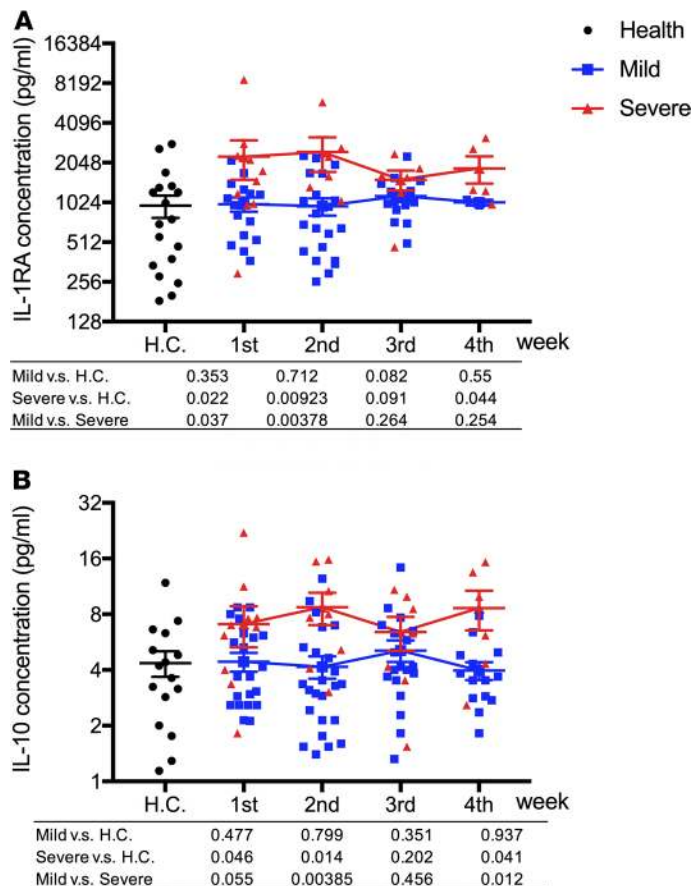 A
IL-1RA concentration (pg/ml)
16384
8192
4096
2048
1024
512
256
128
Health
Mild
Severe
H.C. 1st 2nd 3rd 4th week
Mild v.s. H.C. 0.353 0.712 0.082 0.55
Severe v.s. H.C. 0.022 0.00923 0.091 0.044
Mild v.s. Severe 0.037 0.00378 0.264 0.254
B
IL-10 concentration (pg/ml)
32
16
8
4
2
1
H.C. 1st 2nd 3rd 4th week
Mild v.s. H.C. 0.477 0.799 0.351 0.937
Severe v.s. H.C. 0.046 0.014 0.202 0.041
Mild v.s. Severe 0.055 0.00385 0.456 0.012